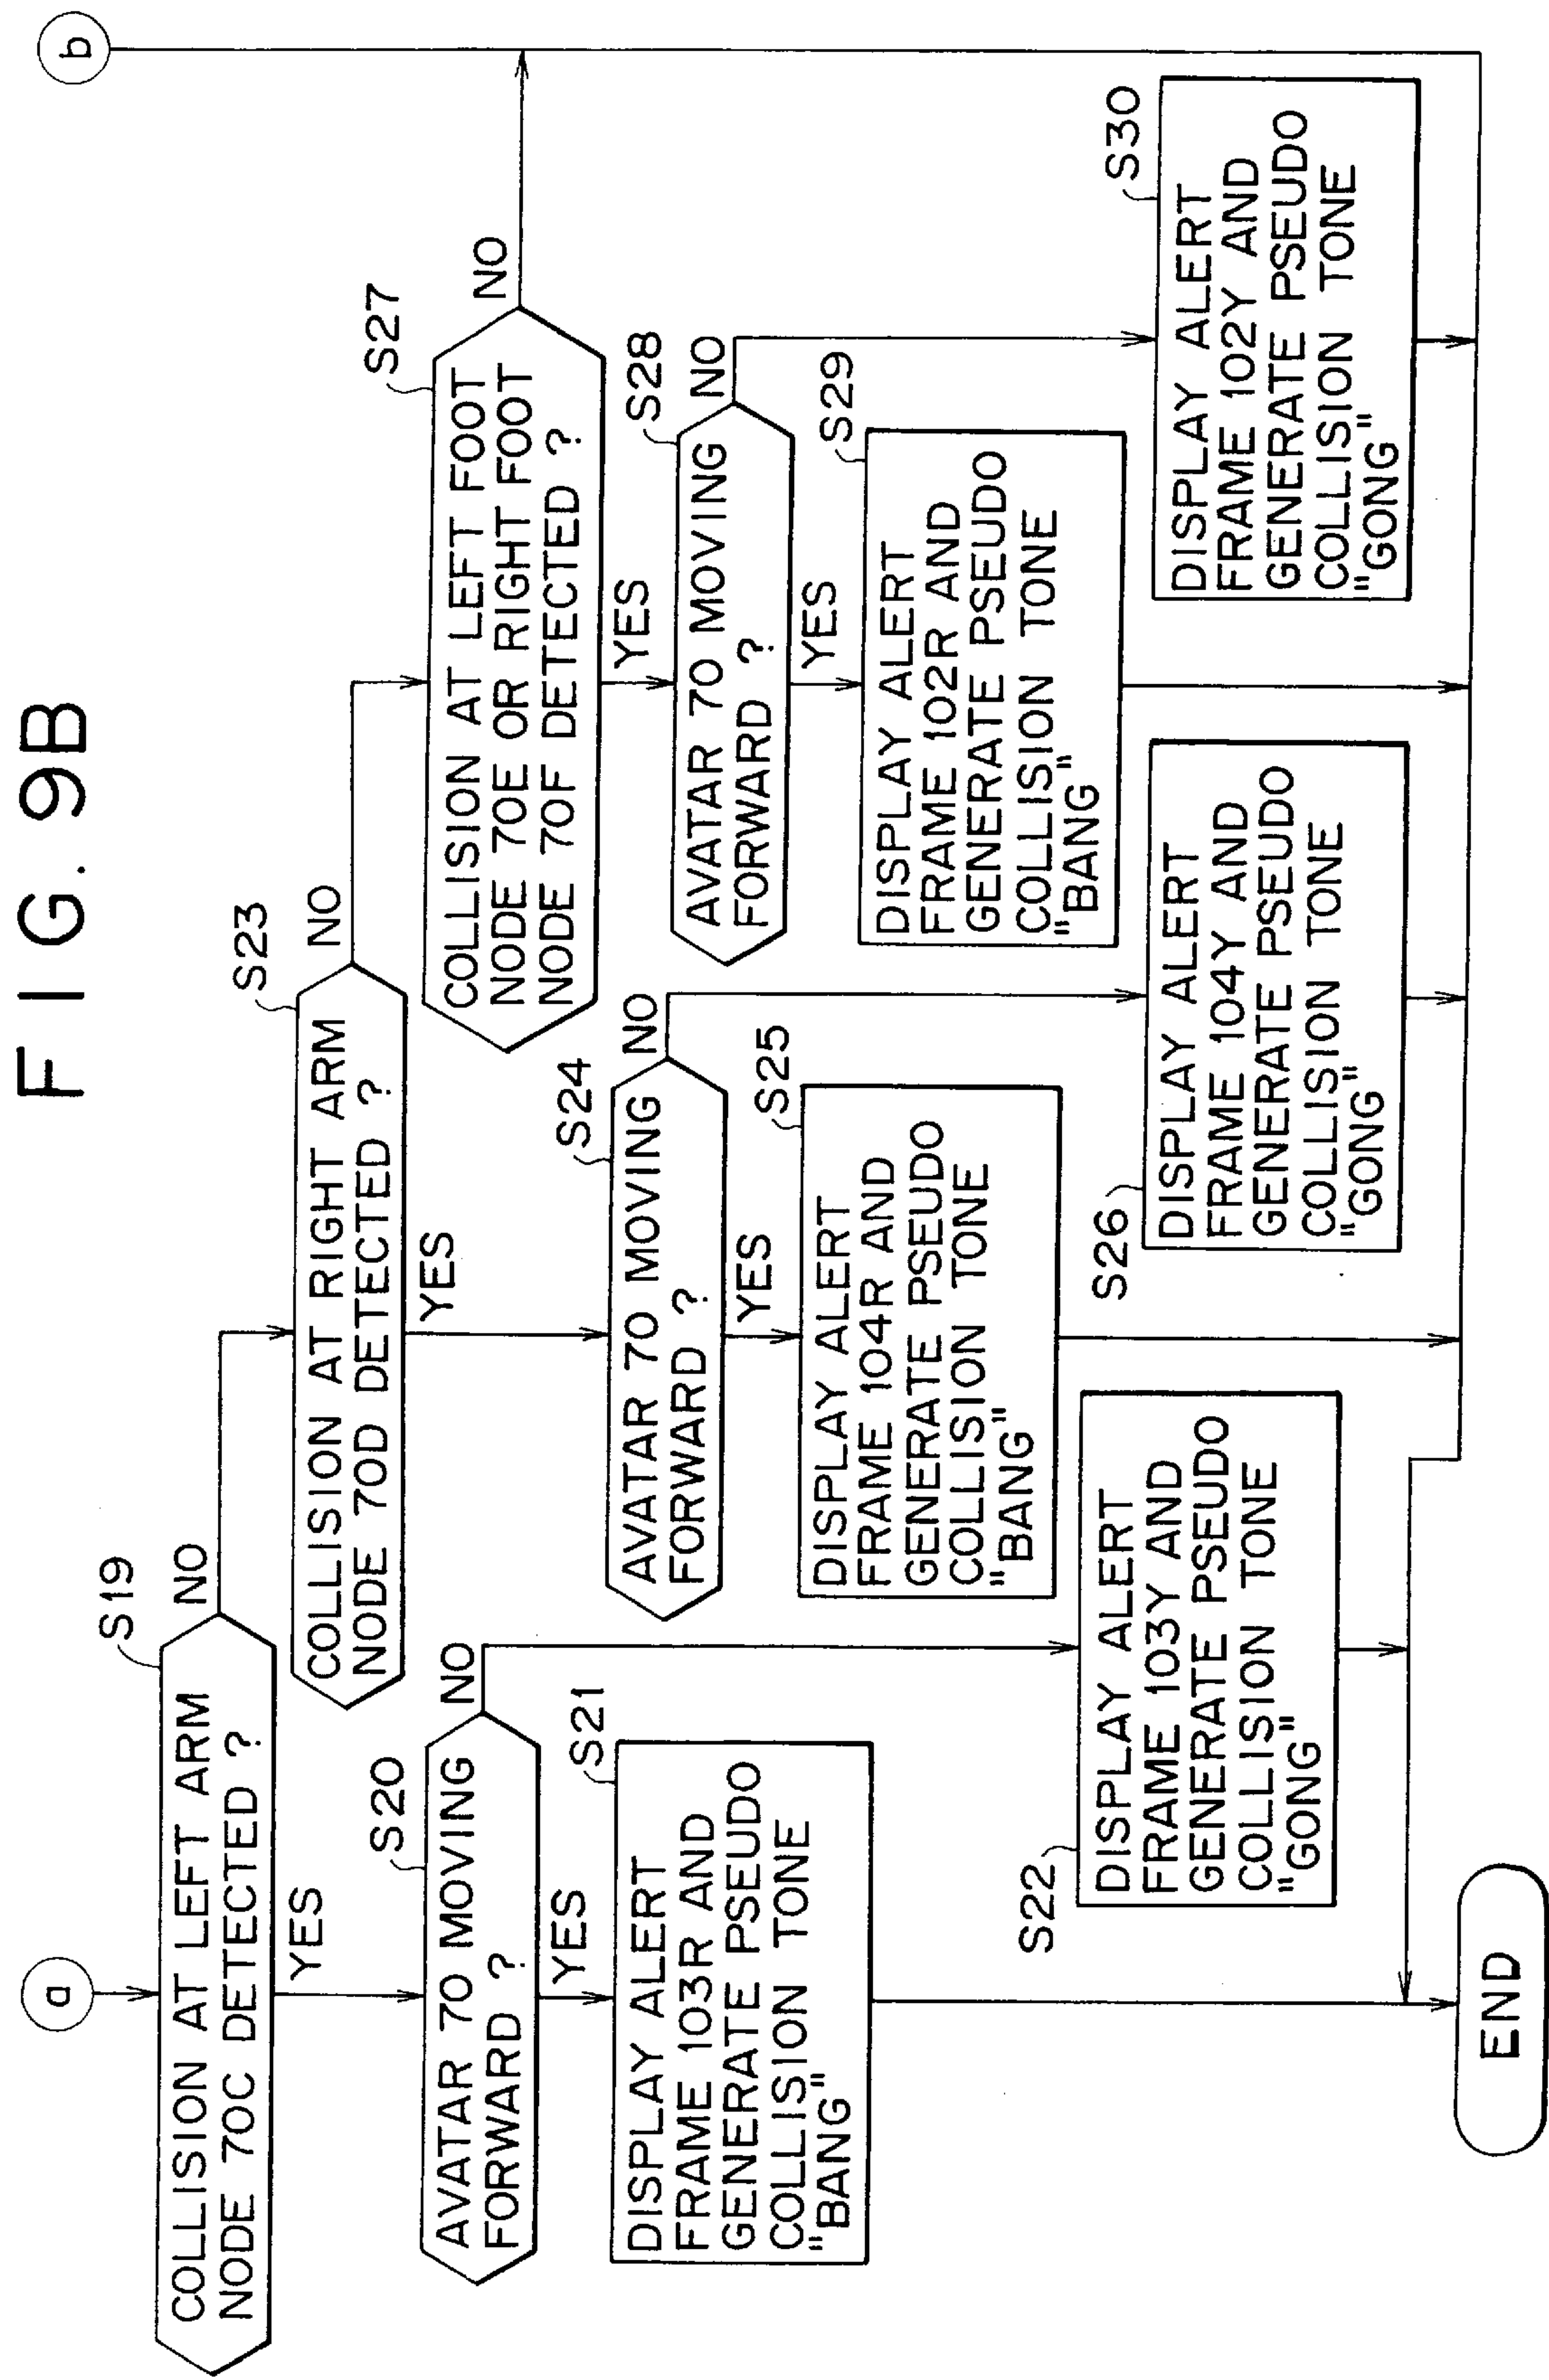 FIG. 9B
a
b
S19
COLLISION AT LEFT ARM
NODE 70C DETECTED ?
NO
YES
S20
AVATAR 70 MOVING
FORWARD ?
NO
YES
S21
DISPLAY ALERT
FRAME 103R AND
GENERATE PSEUDO
COLLISION TONE
"BANG"
S22
DISPLAY ALERT
FRAME 103Y AND
GENERATE PSEUDO
COLLISION TONE
"GONG"
S23
COLLISION AT RIGHT ARM
NODE 70D DETECTED ?
NO
YES
S24
AVATAR 70 MOVING
FORWARD ?
NO
YES
S25
DISPLAY ALERT
FRAME 104R AND
GENERATE PSEUDO
COLLISION TONE
"BANG"
S26
DISPLAY ALERT
FRAME 104Y AND
GENERATE PSEUDO
COLLISION TONE
"GONG"
S27
COLLISION AT LEFT FOOT
NODE 70E OR RIGHT FOOT
NODE 70F DETECTED ?
NO
YES
S28
AVATAR 70 MOVING
FORWARD ?
NO
YES
S29
DISPLAY ALERT
FRAME 102R AND
GENERATE PSEUDO
COLLISION TONE
"BANG"
S30
DISPLAY ALERT
FRAME 102Y AND
GENERATE PSEUDO
COLLISION TONE
"GONG"
END